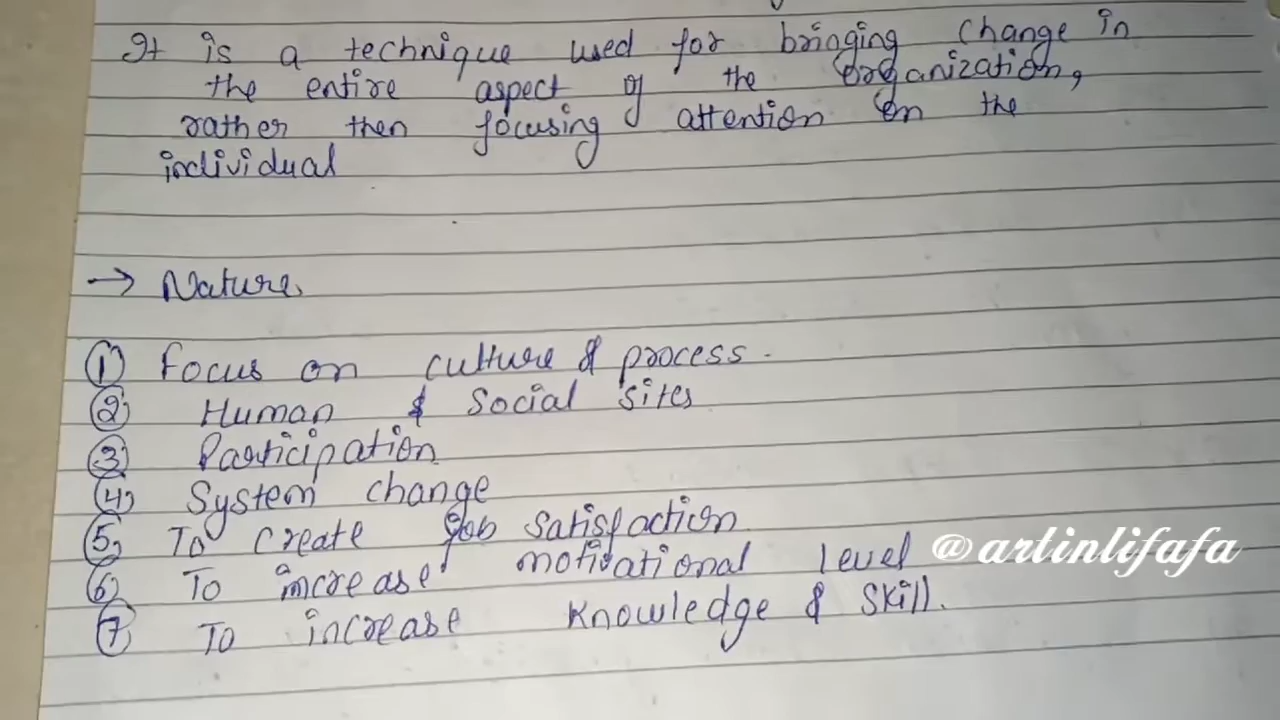 It is a technique used for bringing change in
the entire aspect of the organization,
rather then focusing attention on the
individual
→ Nature
① Focus on culture & process.
② Human & Social sites
③ Participation
④ System change
⑤ To create job satisfaction
⑥ To increase motivational level
@artinlifafa
⑦ To increase knowledge & skill.